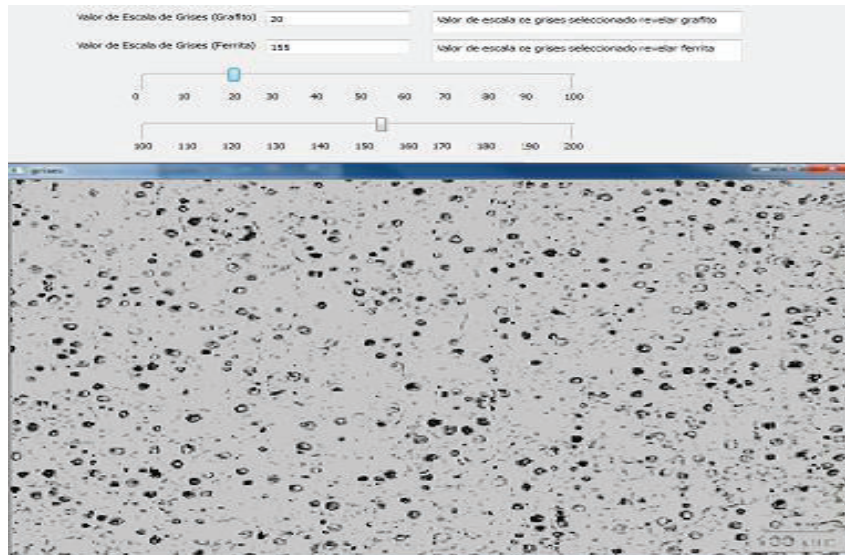 Valor de Escala de Grises (Grafito) 20 Valor de escala de grises seleccionado revelar grafito
Valor de Escala de Grises (Ferrita) 155 Valor de escala de grises seleccionado revelar ferrita
0 10 20 30 40 50 60 70 80 90 100
100 110 120 130 140 150 160 170 180 190 200
grises